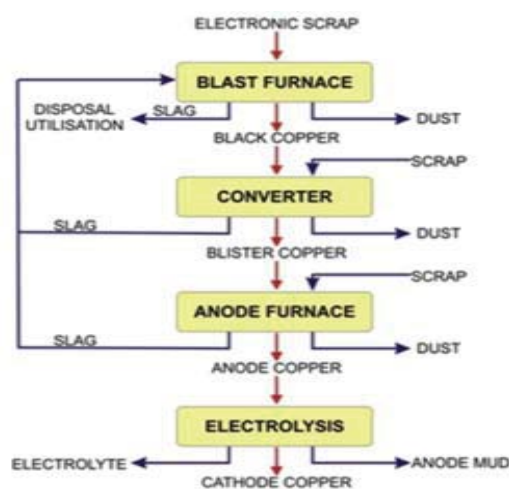 ELECTRONIC SCRAP
BLAST FURNACE
DISPOSAL
UTILISATION
SLAG
DUST
BLACK COPPER
SCRAP
CONVERTER
SLAG
DUST
BLISTER COPPER
SCRAP
ANODE FURNACE
SLAG
DUST
ANODE COPPER
ELECTROLYSIS
ELECTROLYTE
ANODE MUD
CATHODE COPPER